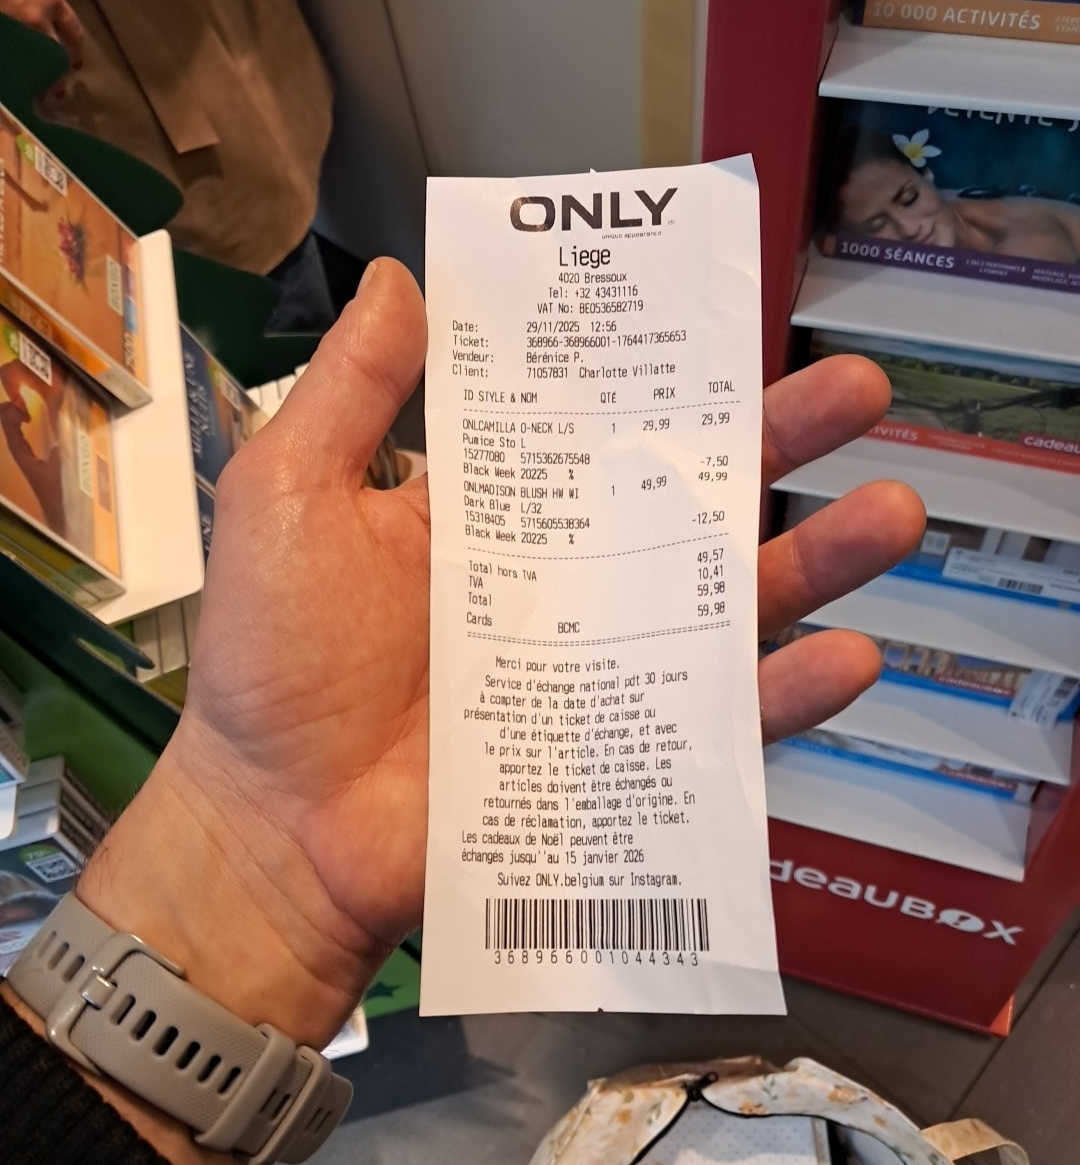 10 000 ACTIVITÉS
1000 SÉANCES
ONLY
unique appearance
Liege
4020 Bressoux
Tel: +32 43431116
VAT No: BE0536582719
Date: 29/11/2025 12:56
Ticket: 368966-368966001-1764417365653
Vendeur: Bérénice P.
Client: 71057831 Charlotte Villatte
ID STYLE & NOM QTÉ PRIX TOTAL
ONLCAMILLA O-NECK L/S 1 29,99 29,99
Pumice Sto L
15277080 5715362675548
Black Week 20225 % -7,50
ONLMADISON BLUSH HW WI 1 49,99 49,99
Dark Blue L/32
15318405 5715605538364
Black Week 20225 % -12,50
Total hors TVA 49,57
TVA 10,41
Total 59,98
Cards BCMC 59,98
Merci pour votre visite.
Service d'échange national pdt 30 jours
à compter de la date d'achat sur
présentation d'un ticket de caisse ou
d'une étiquette d'échange, et avec
le prix sur l'article. En cas de retour,
apportez le ticket de caisse. Les
articles doivent être échangés ou
retournés dans l'emballage d'origine. En
cas de réclamation, apportez le ticket.
Les cadeaux de Noël peuvent être
échangés jusqu''au 15 janvier 2026
Suivez ONLY.belgium sur Instagram.
368966001044343
deauBOX